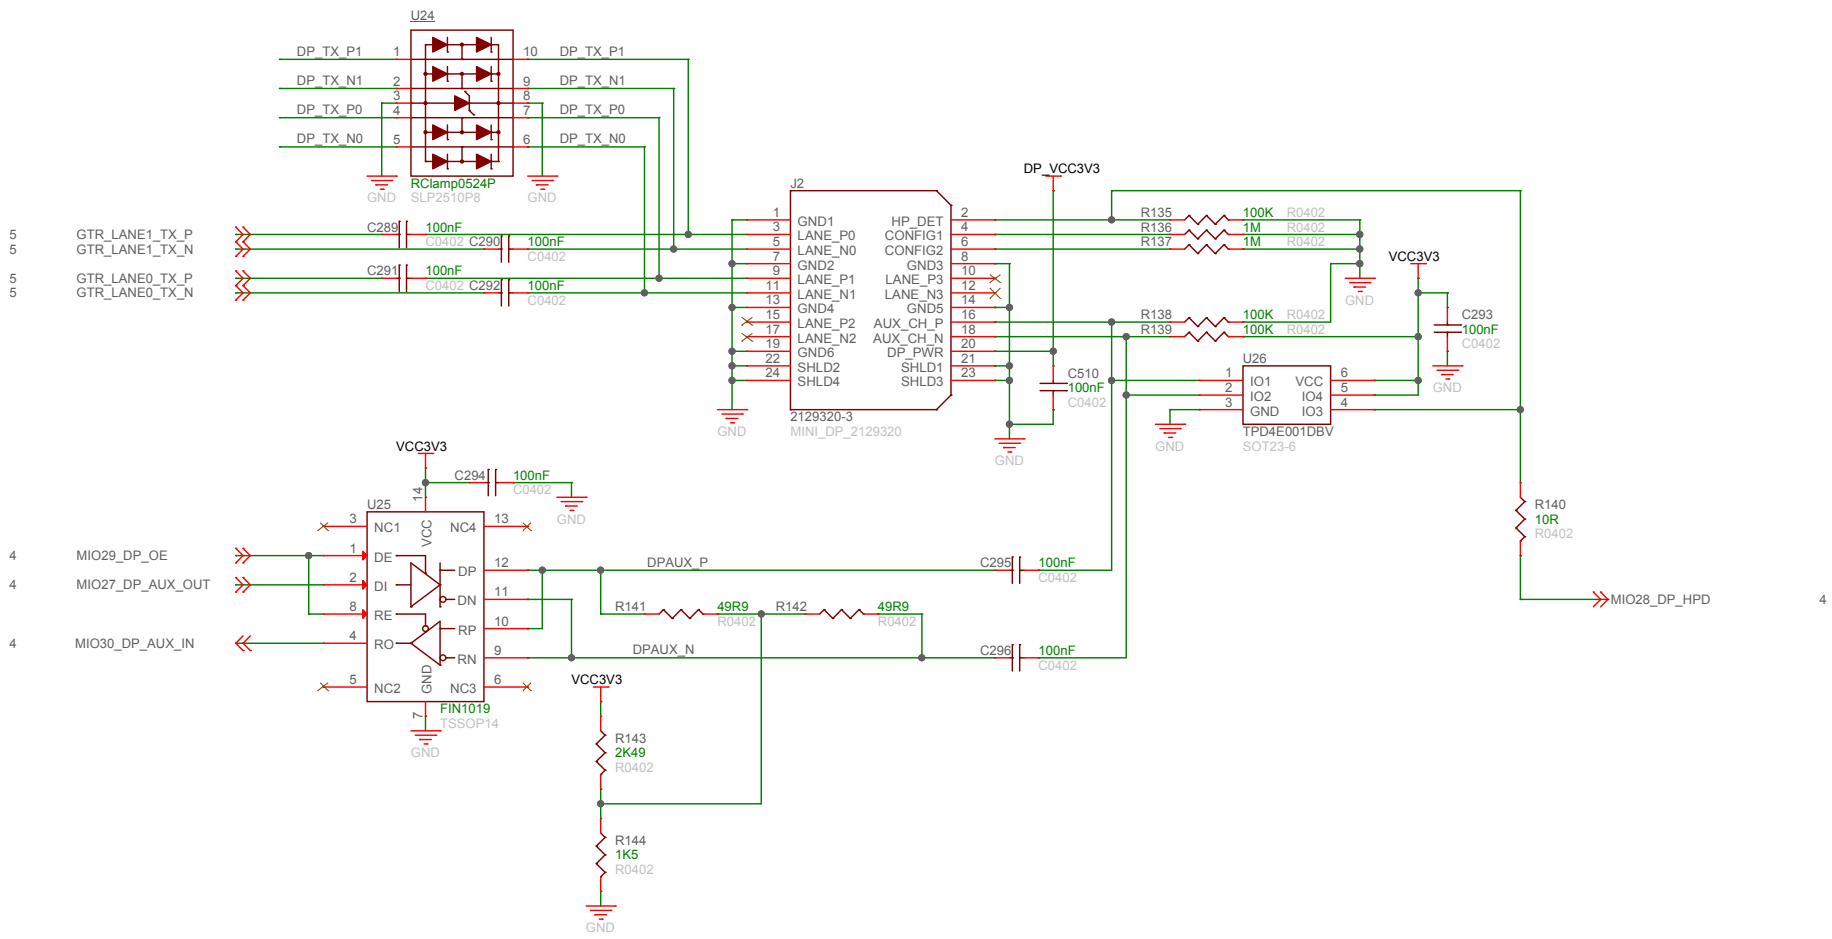 U24
DP_TX_P1 1 10 DP_TX_P1
DP_TX_N1 2 9 DP_TX_N1
3 8
DP_TX_P0 4 7 DP_TX_P0
DP_TX_N0 5 6 DP_TX_N0
GND RClamp0524P GND
SLP2510P8
5 GTR_LANE1_TX_P C289 100nF C0402
5 GTR_LANE1_TX_N C290 100nF C0402
5 GTR_LANE0_TX_P C291 100nF C0402
5 GTR_LANE0_TX_N C292 100nF C0402
DP_VCC3V3
J2
1 GND1 HP_DET 2
3 LANE_P0 CONFIG1 4
5 LANE_N0 CONFIG2 6
7 GND2 GND3 8
9 LANE_P1 LANE_P3 10
11 LANE_N1 LANE_N3 12
13 GND4 GND5 14
15 LANE_P2 AUX_CH_P 16
17 LANE_N2 AUX_CH_N 18
19 GND6 DP_PWR 20
22 SHLD2 SHLD1 21
24 SHLD4 SHLD3 23
2129320-3
MINI_DP_2129320
GND
GND
C510
100nF
C0402
R135 100K R0402
R136 1M R0402
R137 1M R0402
GND
VCC3V3
R138 100K R0402
R139 100K R0402
C293
100nF
C0402
GND
U26
1 IO1 VCC 6
2 IO2 IO4 5
3 GND IO3 4
TPD4E001DBV
SOT23-6
GND
R140
10R
R0402
MIO28_DP_HPD 4
VCC3V3
C294 100nF
C0402
GND
14
U25
3 NC1 VCC NC4 13
4 MIO29_DP_OE 1 DE
DP 12
4 MIO27_DP_AUX_OUT 2 DI
DN 11
8 RE
RP 10
4 MIO30_DP_AUX_IN 4 RO
RN 9
5 NC2 GND NC3 6
7
FIN1019
TSSOP14
GND
DPAUX_P C295 100nF
C0402
R141 49R9 R0402
R142 49R9 R0402
DPAUX_N C296 100nF
C0402
VCC3V3
R143
2K49
R0402
R144
1K5
R0402
GND